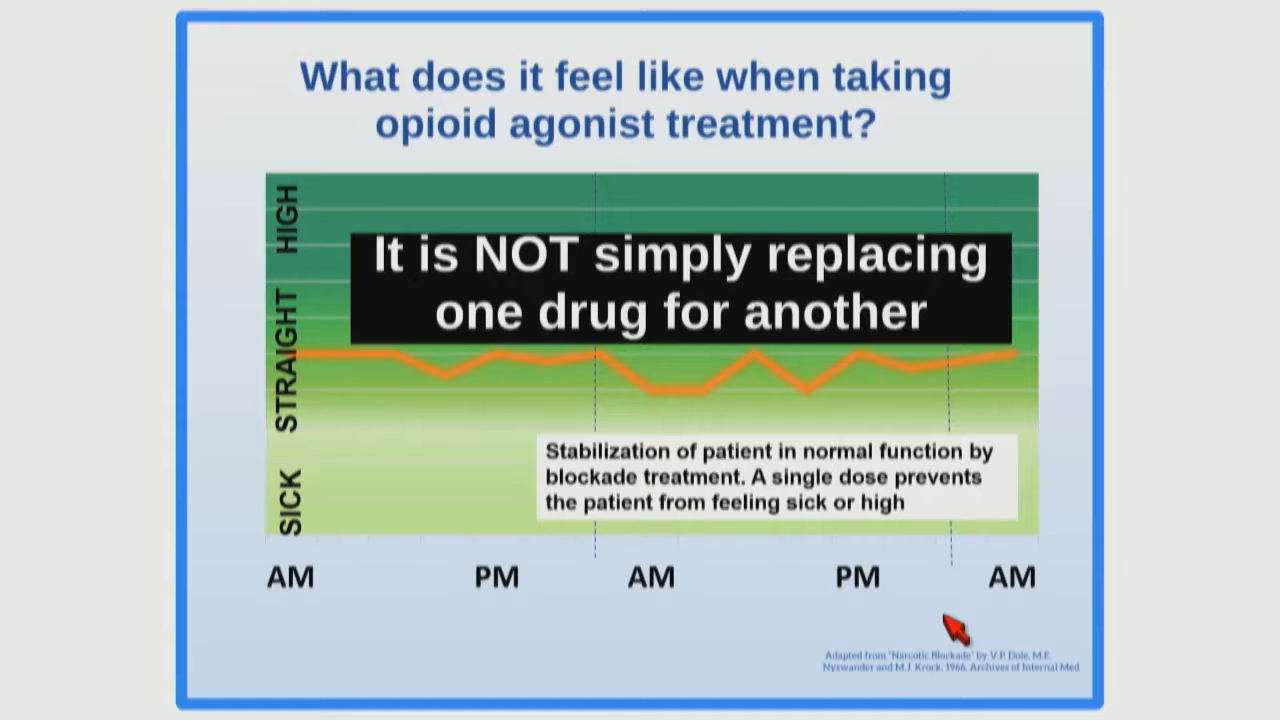 What does it feel like when taking
opioid agonist treatment?
HIGH
STRAIGHT
SICK
It is NOT simply replacing
one drug for another
Stabilization of patient in normal function by
blockade treatment. A single dose prevents
the patient from feeling sick or high
AM PM AM PM AM
Adapted from "Narcotic Blockade" by V.P. Dole, M.E.
Nyswander and M.J. Krock. 1966. Archives of Internal Med